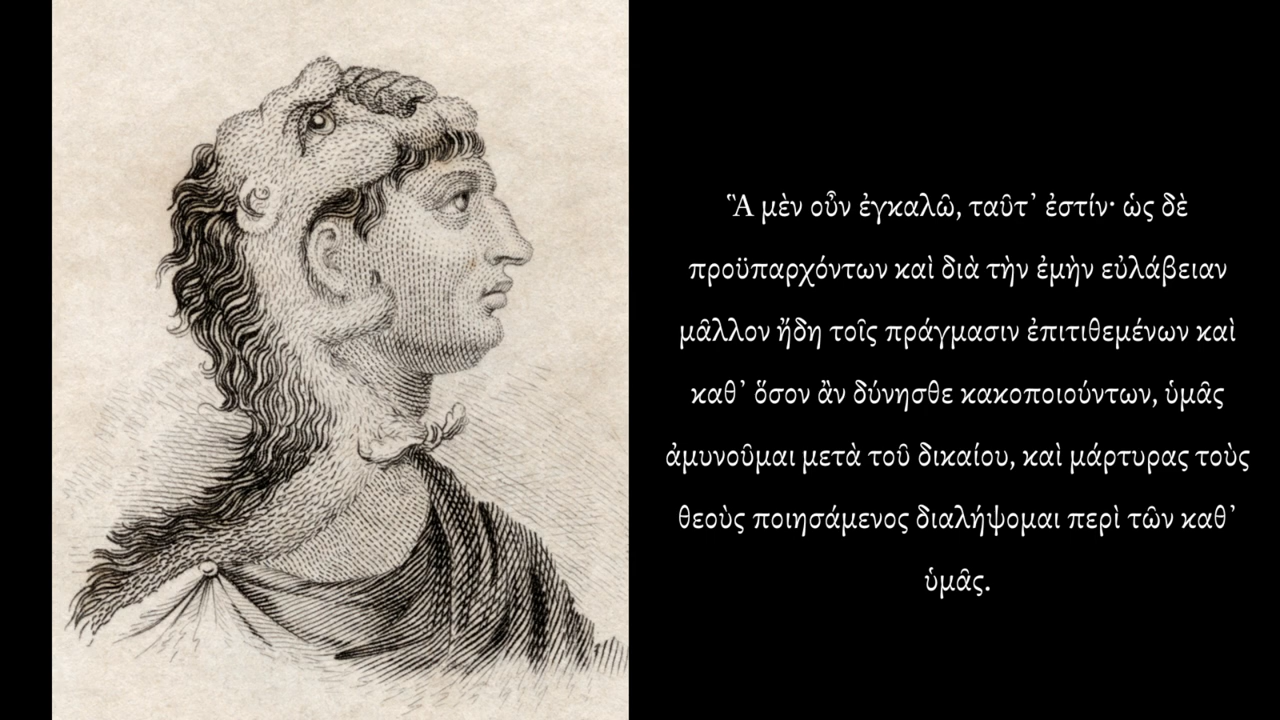 Ἃ μὲν οὖν ἐγκαλῶ, ταῦτ᾽ ἐστίν· ὡς δὲ
προϋπαρχόντων καὶ διὰ τὴν ἐμὴν εὐλάβειαν
μᾶλλον ἤδη τοῖς πράγμασιν ἐπιτιθεμένων καὶ
καθ᾽ ὅσον ἂν δύνησθε κακοποιούντων, ὑμᾶς
ἀμυνοῦμαι μετὰ τοῦ δικαίου, καὶ μάρτυρας τοὺς
θεοὺς ποιησάμενος διαλήψομαι περὶ τῶν καθ᾽
ὑμᾶς.